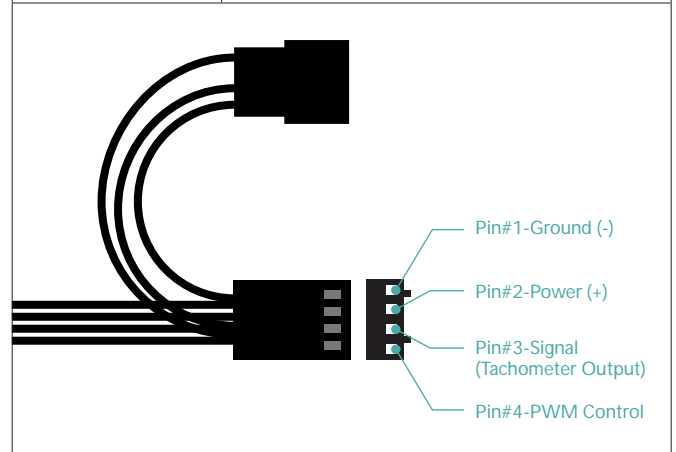 Pin#1-Ground (-)
Pin#2-Power (+)
Pin#3-Signal
(Tachometer Output)
Pin#4-PWM Control